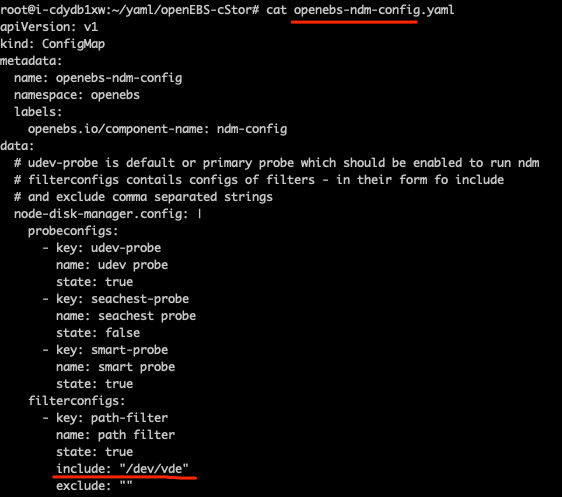 root@i-cdydb1xw:~/yaml/openEBS-cStor# cat openebs-ndm-config.yaml
apiVersion: v1
kind: ConfigMap
metadata:
  name: openebs-ndm-config
  namespace: openebs
  labels:
    openebs.io/component-name: ndm-config
data:
  # udev-probe is default or primary probe which should be enabled to run ndm
  # filterconfigs contails configs of filters - in their form fo include
  # and exclude comma separated strings
  node-disk-manager.config: |
    probeconfigs:
      - key: udev-probe
        name: udev probe
        state: true
      - key: seachest-probe
        name: seachest probe
        state: false
      - key: smart-probe
        name: smart probe
        state: true
    filterconfigs:
      - key: path-filter
        name: path filter
        state: true
        include: "/dev/vde"
        exclude: ""